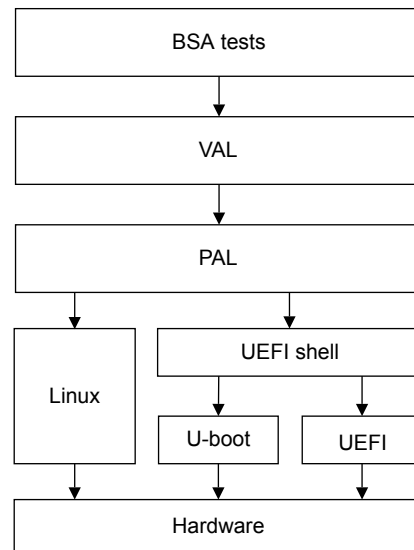 BSA tests
VAL
PAL
UEFI shell
Linux
U-boot
UEFI
Hardware